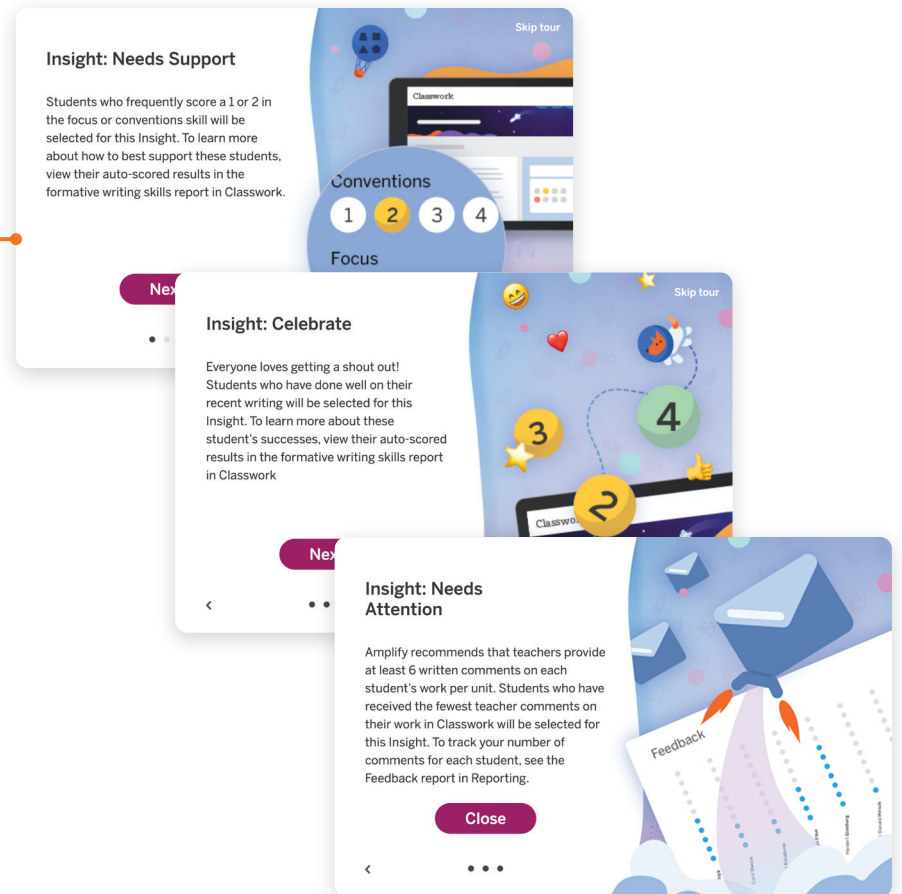 Skip tour
Insight: Needs Support
Students who frequently score a 1 or 2 in
the focus or conventions skill will be
selected for this Insight. To learn more
about how to best support these students,
view their auto-scored results in the
formative writing skills report in Classwork.
Classwork
Conventions
1 2 3 4
Focus
Nex
Skip tour
Insight: Celebrate
Everyone loves getting a shout out!
Students who have done well on their
recent writing will be selected for this
Insight. To learn more about these
student's successes, view their auto-scored
results in the formative writing skills report
in Classwork
4
3
2
Classwo
Nex
Insight: Needs
Attention
Amplify recommends that teachers provide
at least 6 written comments on each
student's work per unit. Students who have
received the fewest teacher comments on
their work in Classwork will be selected for
this Insight. To track your number of
comments for each student, see the
Feedback report in Reporting.
Close
Feedback